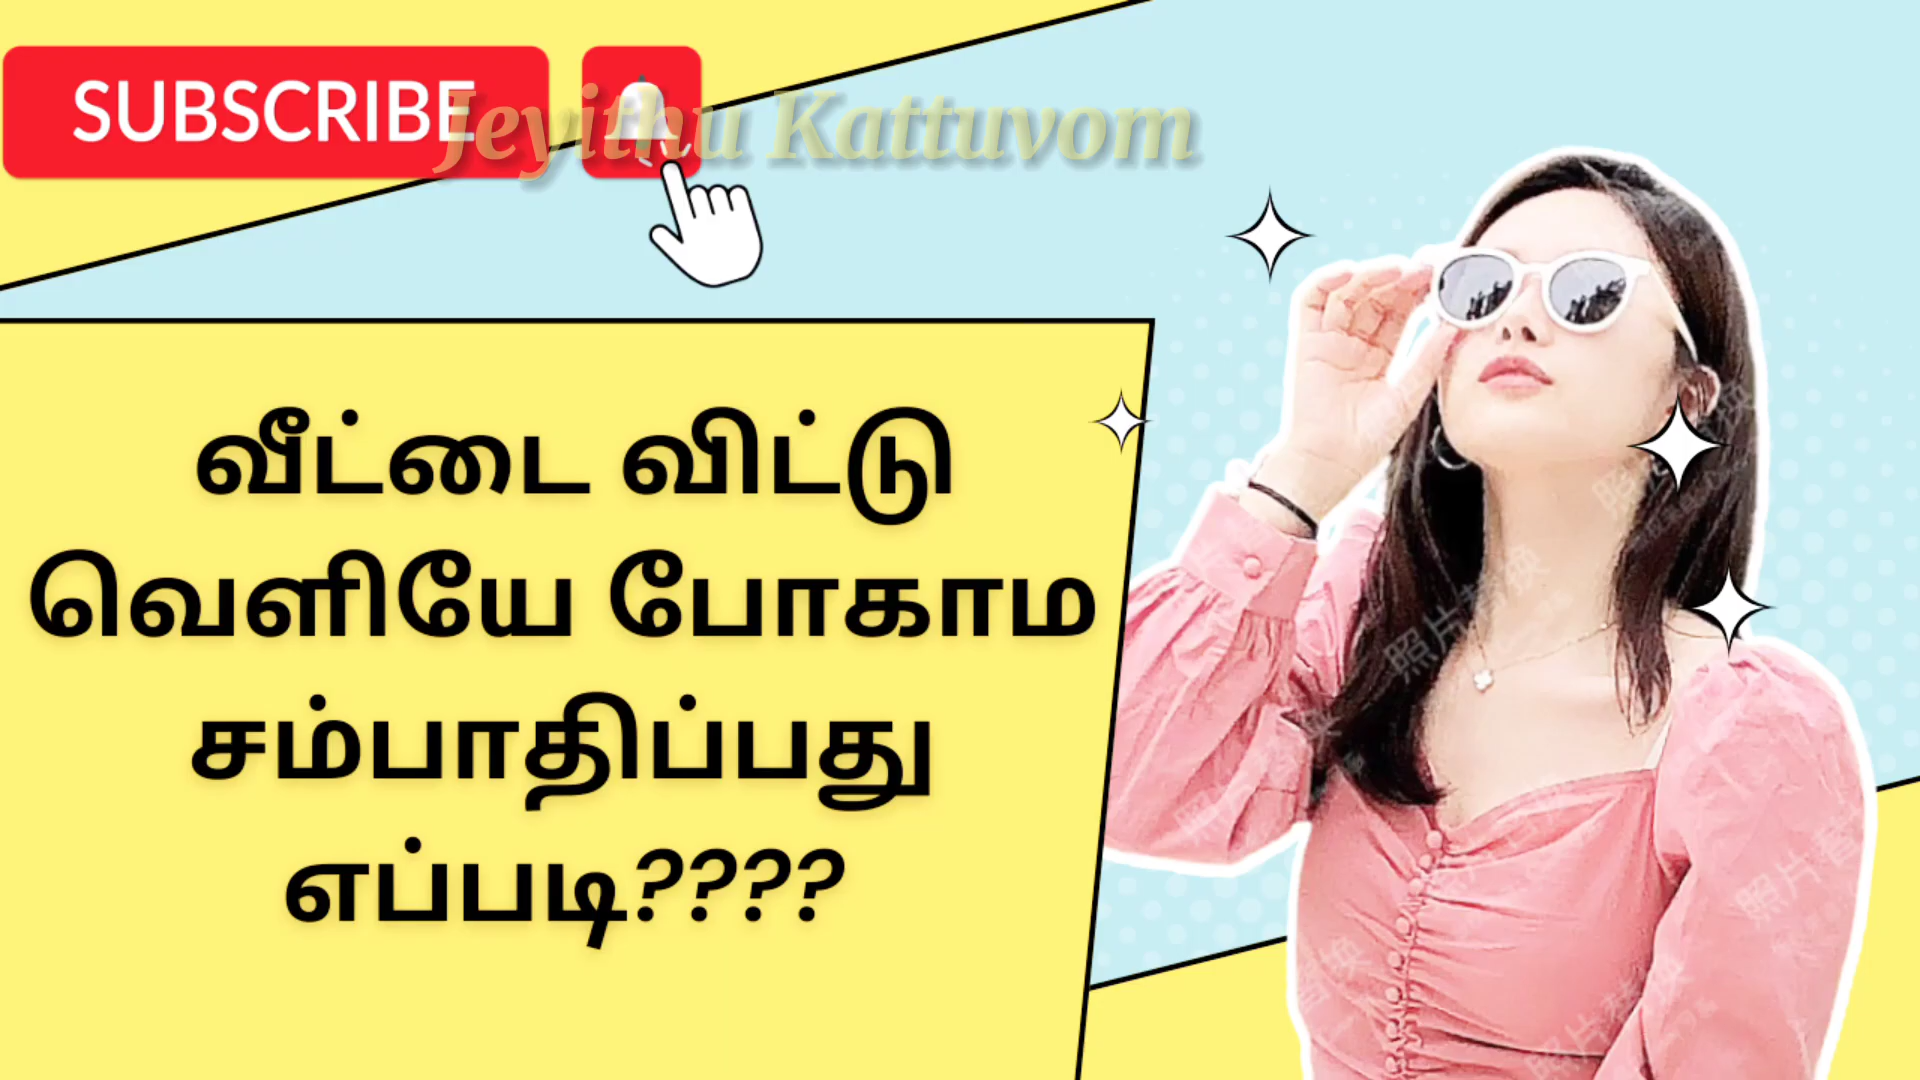 SUBSCRIBE
Jeyithu Kattuvom
வீட்டை விட்டு
வெளியே போகாம
சம்பாதிப்பது
எப்படி????